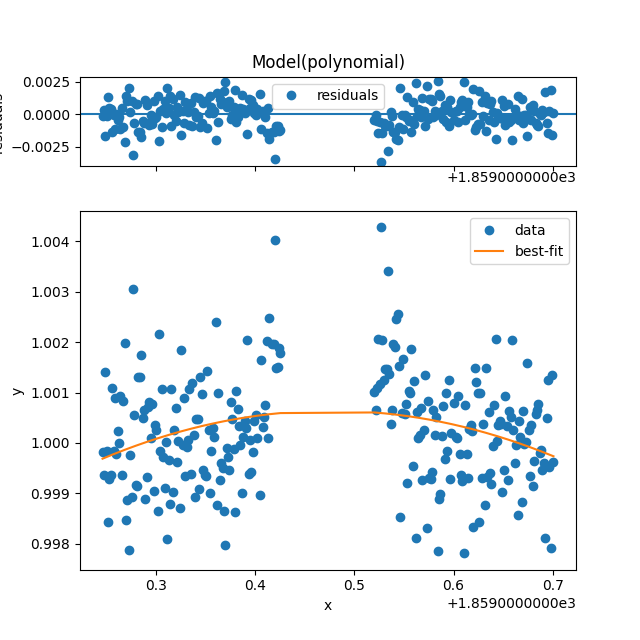 Model(polynomial)
0.0025
0.0000
−0.0025
residuals
+1.8590000000e3
1.004
1.003
1.002
1.001
1.000
0.999
0.998
y
data
best-fit
0.3 0.4 0.5 0.6 0.7
x
+1.8590000000e3